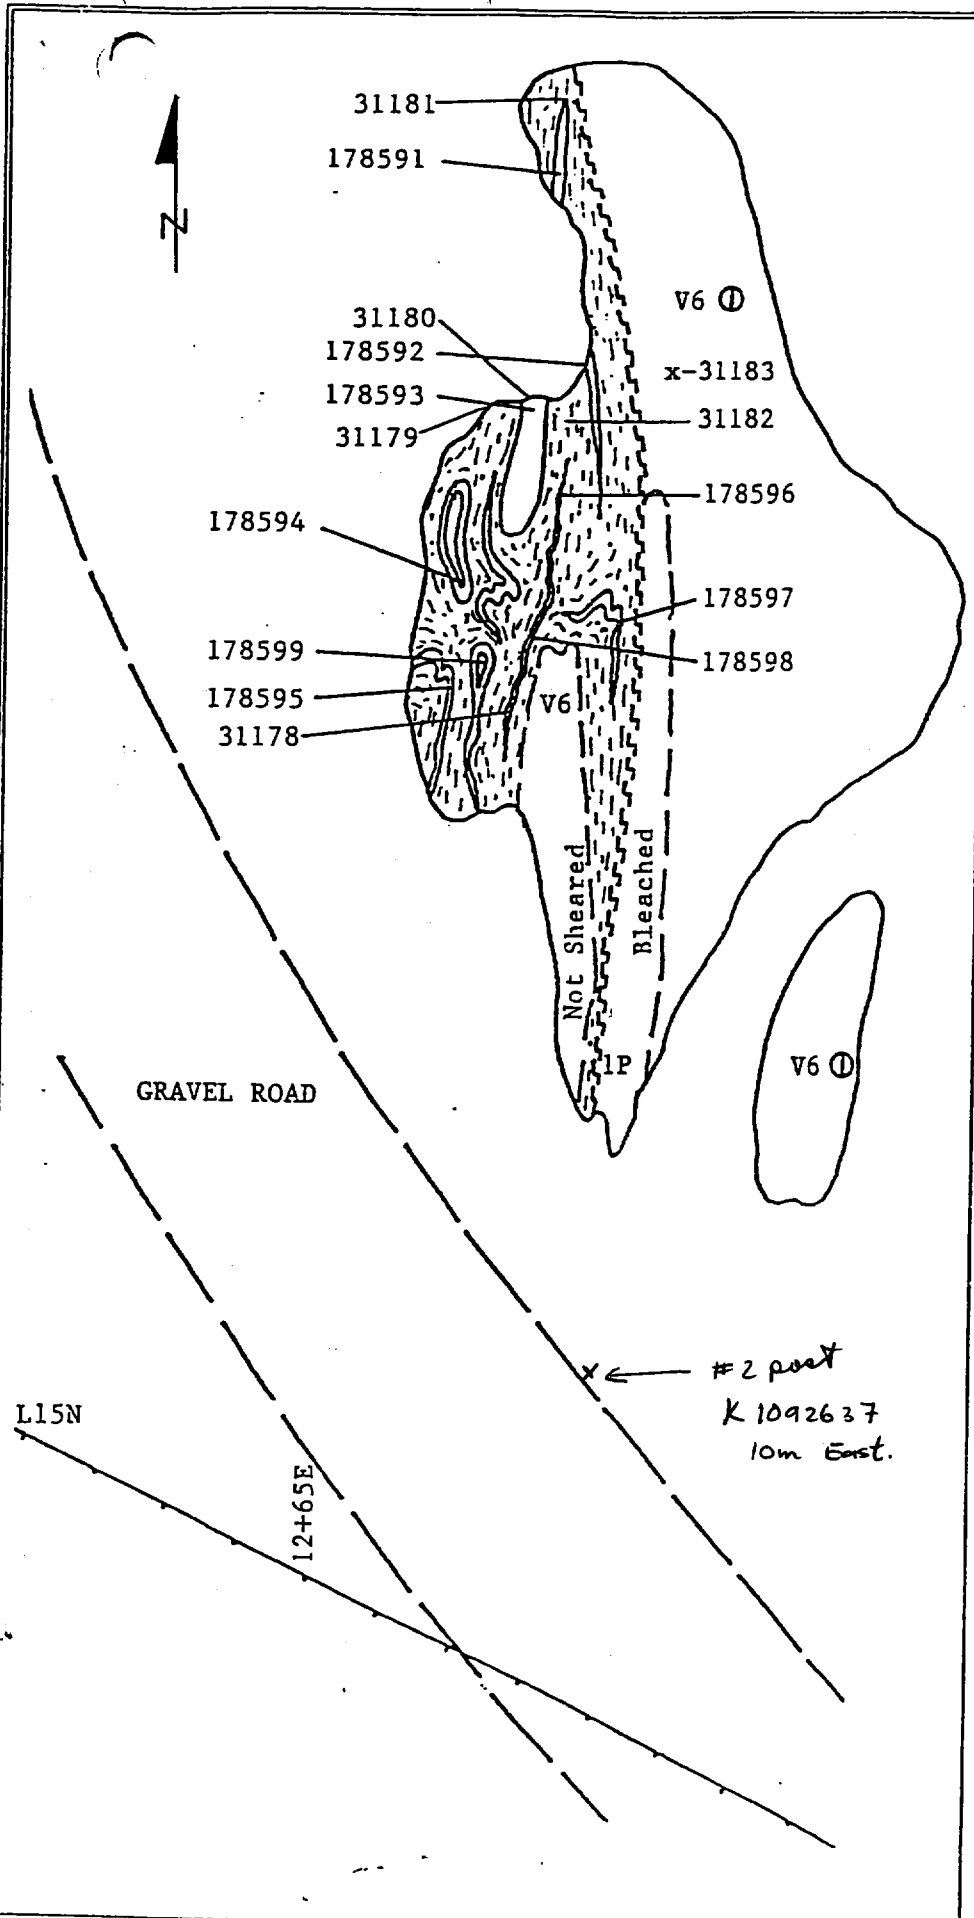 31181
178591
N
V6 ①
31180
178592
x-31183
178593
31182
31179
178596
178594
178597
178599
178598
178595
V6
31178
Not Sheared
Bleached
1P
V6 ①
GRAVEL ROAD
#2 post
K 1092637
10m East.
L15N
12+65E